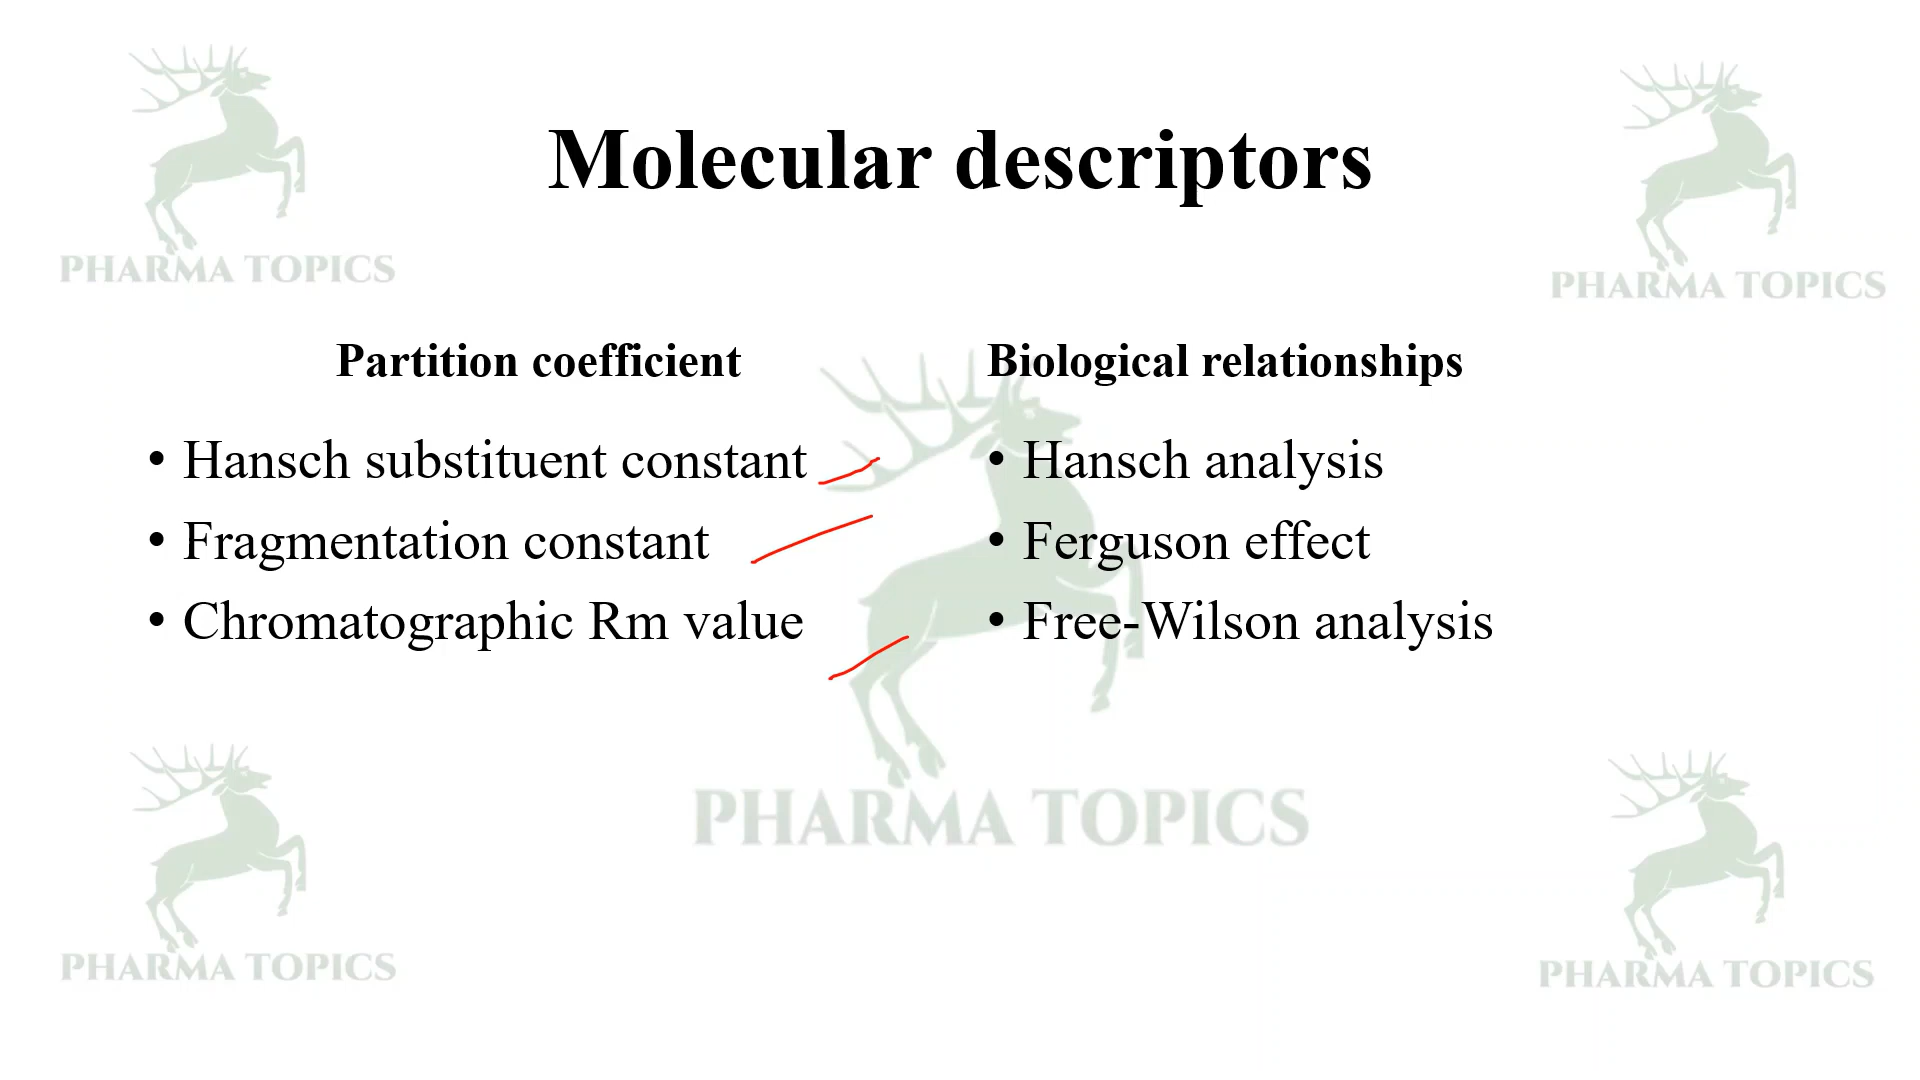 Molecular descriptors
PHARMA TOPICS
PHARMA TOPICS
Partition coefficient
• Hansch substituent constant
• Fragmentation constant
• Chromatographic Rm value
Biological relationships
• Hansch analysis
• Ferguson effect
• Free-Wilson analysis
PHARMA TOPICS
PHARMA TOPICS
PHARMA TOPICS